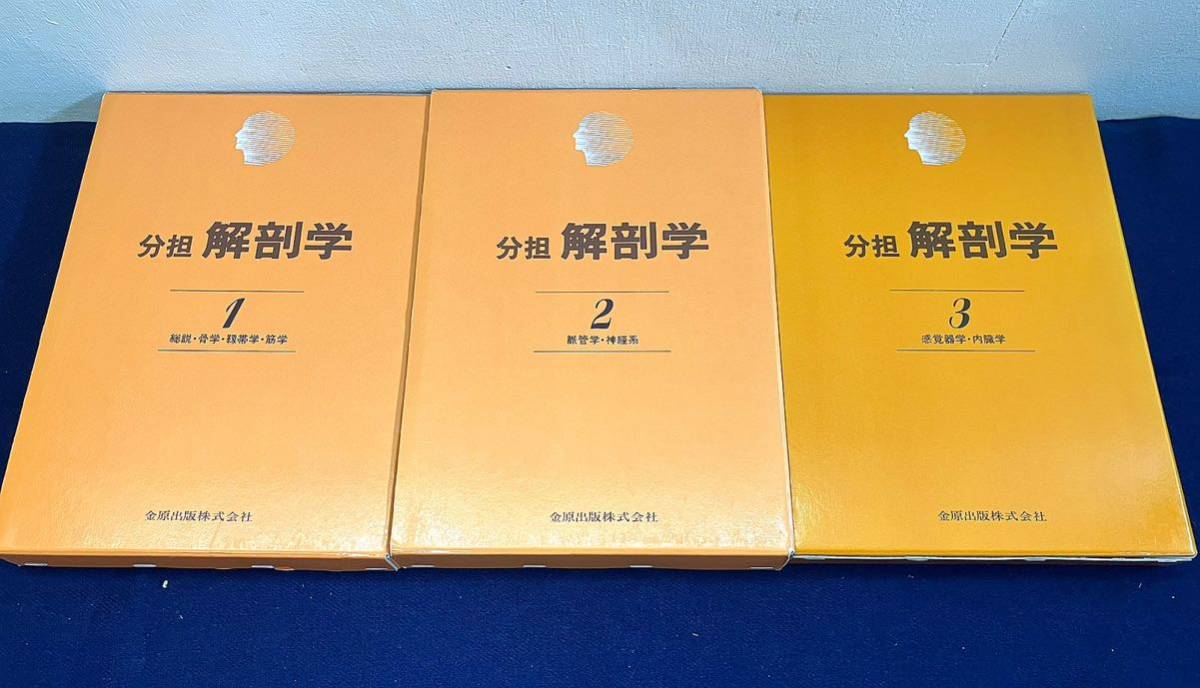 分担 解剖学
1
総説・骨学・靱帯学・筋学
金原出版株式会社
分担 解剖学
2
脈管学・神経系
金原出版株式会社
分担 解剖学
3
感覚器学・内臓学
金原出版株式会社